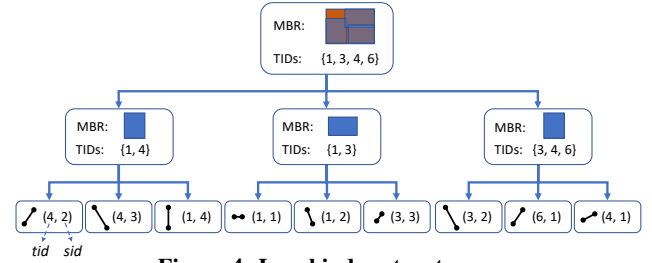 MBR:
TIDs: {1, 3, 4, 6}
MBR:
TIDs: {1, 4}
MBR:
TIDs: {1, 3}
MBR:
TIDs: {3, 4, 6}
(4, 2)
(4, 3)
(1, 4)
(1, 1)
(1, 2)
(3, 3)
(3, 2)
(6, 1)
(4, 1)
tid sid